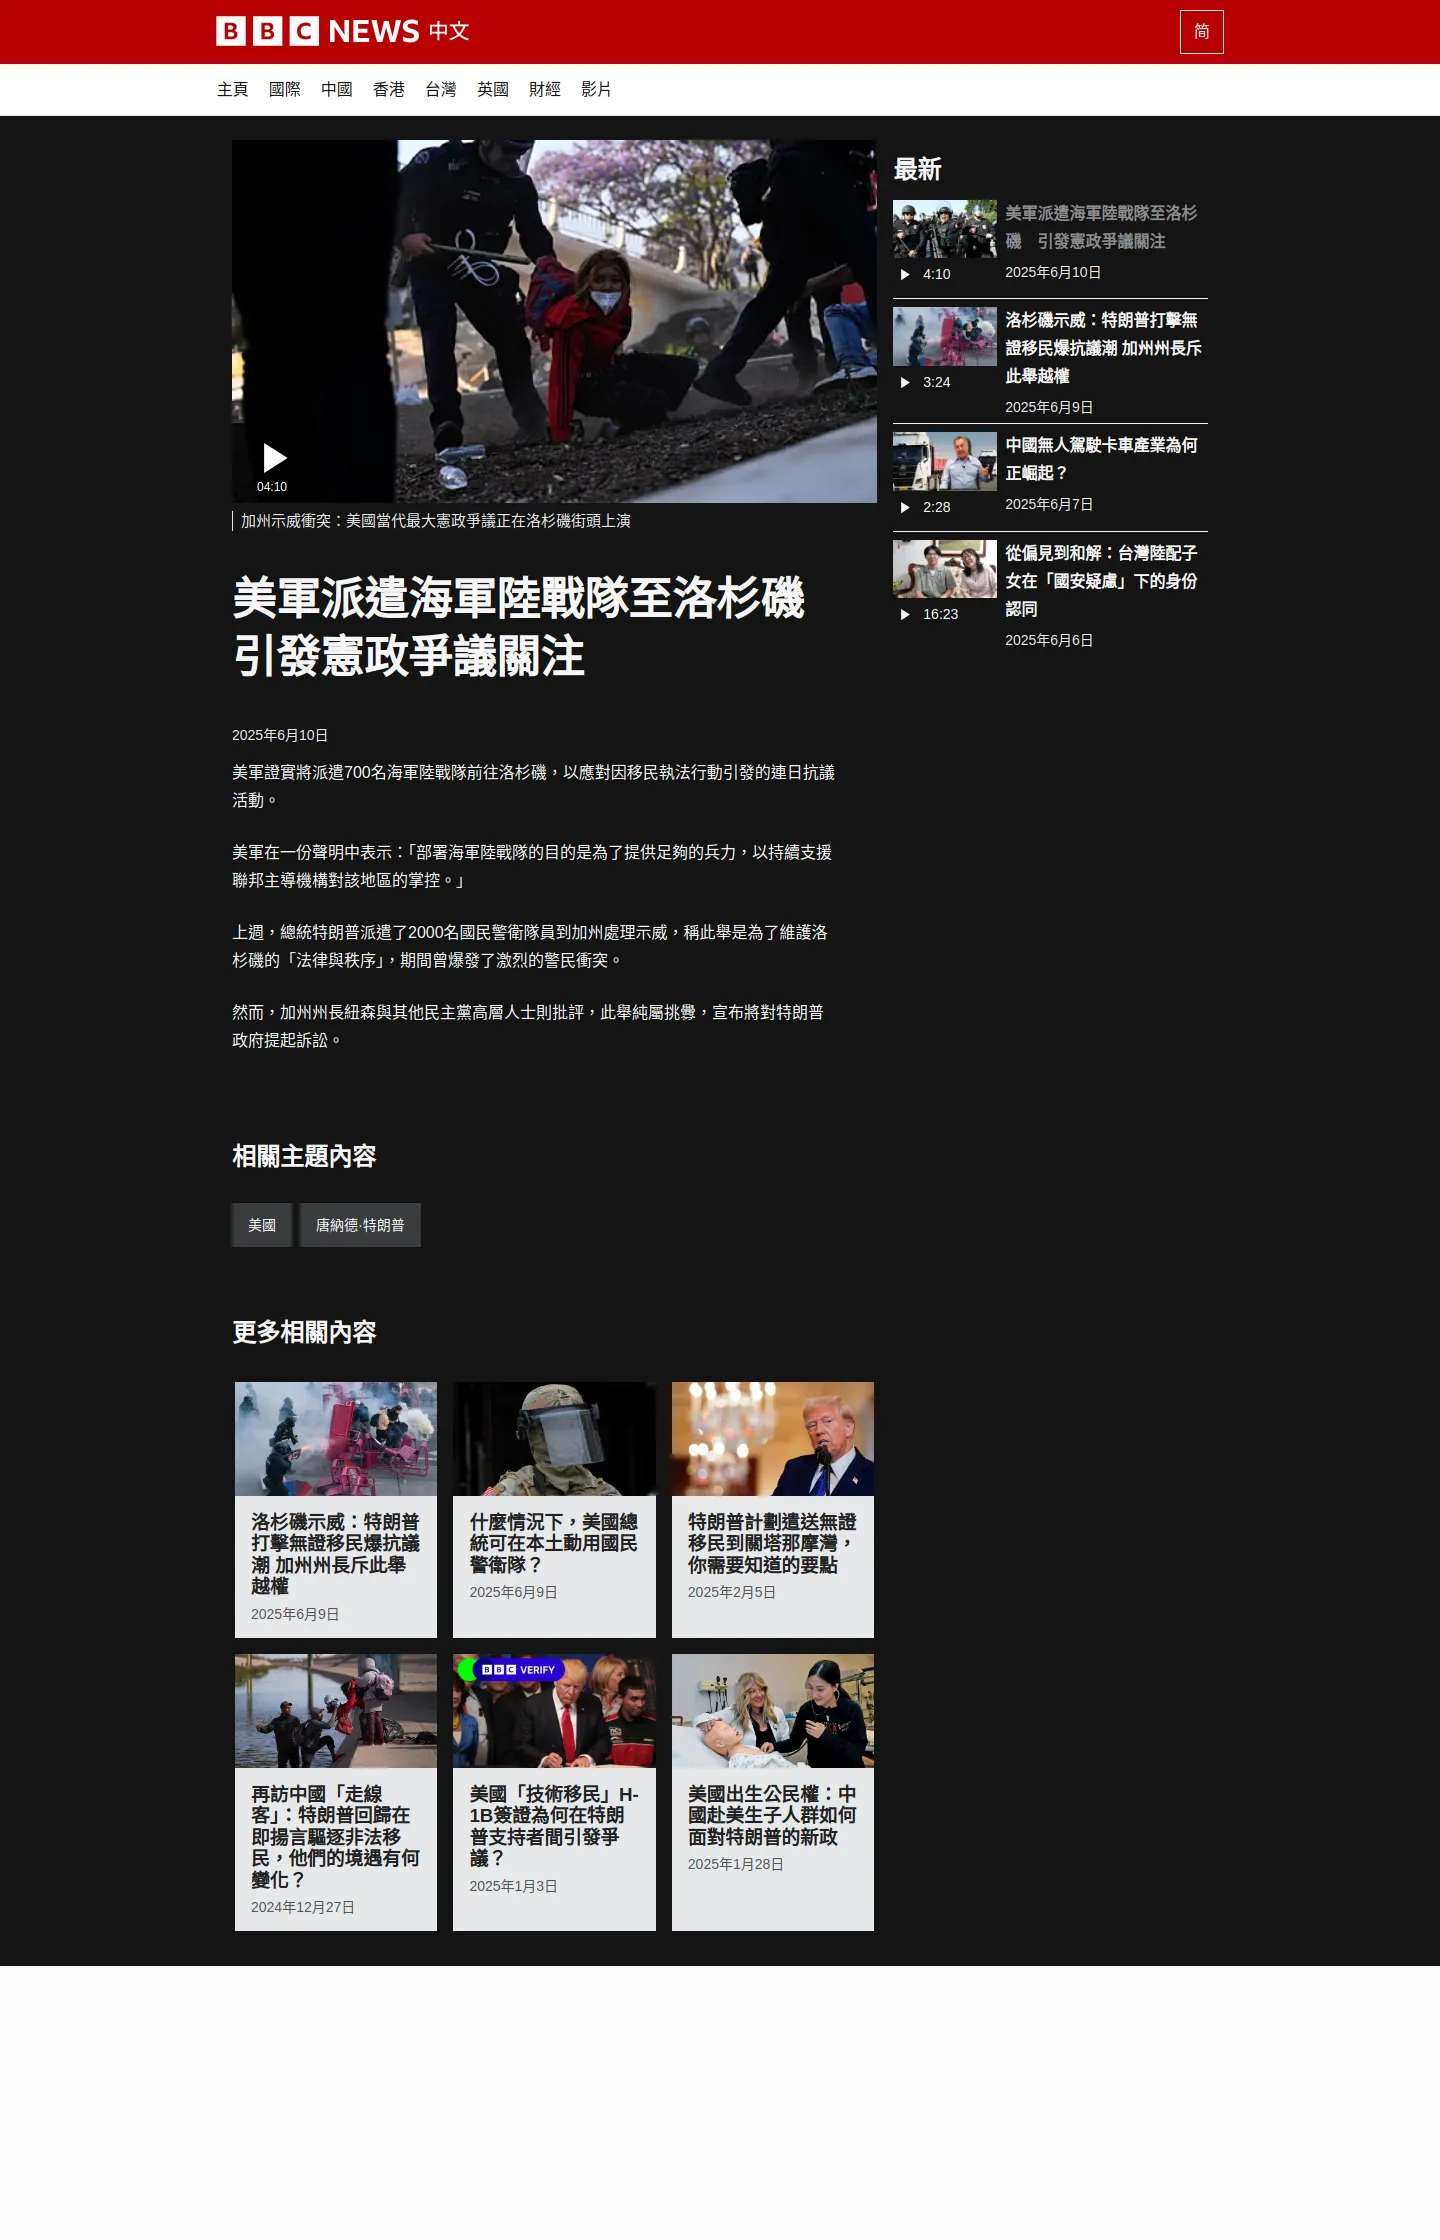 BBC NEWS 中文
简
主頁 國際 中國 香港 台灣 英國 財經 影片
04:10
加州示威衝突：美國當代最大憲政爭議正在洛杉磯街頭上演
美軍派遣海軍陸戰隊至洛杉磯
引發憲政爭議關注
2025年6月10日
美軍證實將派遣700名海軍陸戰隊前往洛杉磯，以應對因移民執法行動引發的連日抗議
活動。
美軍在一份聲明中表示：「部署海軍陸戰隊的目的是為了提供足夠的兵力，以持續支援
聯邦主導機構對該地區的掌控。」
上週，總統特朗普派遣了2000名國民警衛隊員到加州處理示威，稱此舉是為了維護洛
杉磯的「法律與秩序」，期間曾爆發了激烈的警民衝突。
然而，加州州長紐森與其他民主黨高層人士則批評，此舉純屬挑釁，宣布將對特朗普
政府提起訴訟。
最新
美軍派遣海軍陸戰隊至洛杉
磯　引發憲政爭議關注
4:10
2025年6月10日
洛杉磯示威：特朗普打擊無
證移民爆抗議潮 加州州長斥
此舉越權
3:24
2025年6月9日
中國無人駕駛卡車產業為何
正崛起？
2:28
2025年6月7日
從偏見到和解：台灣陸配子
女在「國安疑慮」下的身份
認同
16:23
2025年6月6日
相關主題內容
美國
唐納德·特朗普
更多相關內容
洛杉磯示威：特朗普
打擊無證移民爆抗議
潮 加州州長斥此舉
越權
2025年6月9日
什麼情況下，美國總
統可在本土動用國民
警衛隊？
2025年6月9日
特朗普計劃遣送無證
移民到關塔那摩灣，
你需要知道的要點
2025年2月5日
再訪中國「走線
客」：特朗普回歸在
即揚言驅逐非法移
民，他們的境遇有何
變化？
2024年12月27日
BBC VERIFY
美國「技術移民」H-
1B簽證為何在特朗
普支持者間引發爭
議？
2025年1月3日
美國出生公民權：中
國赴美生子人群如何
面對特朗普的新政
2025年1月28日